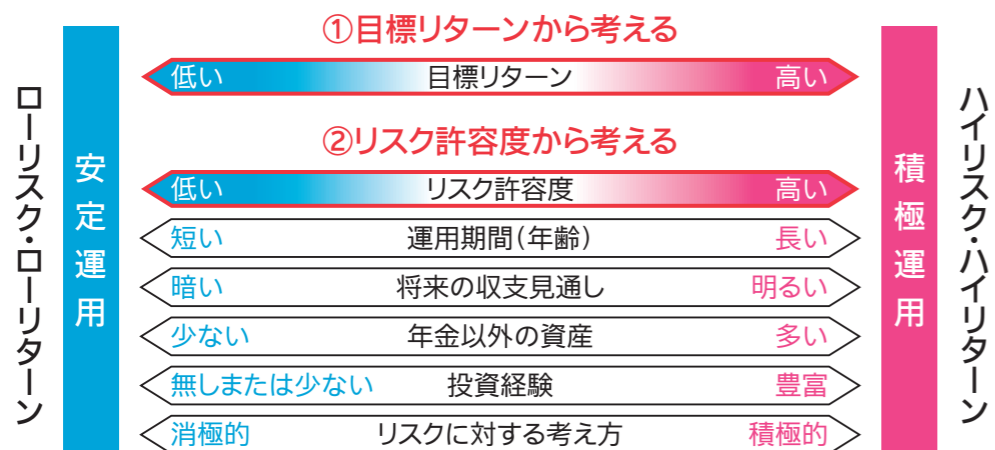 ①目標リターンから考える
低い 目標リターン 高い
②リスク許容度から考える
低い リスク許容度 高い
短い 運用期間(年齢) 長い
暗い 将来の収支見通し 明るい
少ない 年金以外の資産 多い
無しまたは少ない 投資経験 豊富
消極的 リスクに対する考え方 積極的
ローリスク・ローリターン
安定運用
積極運用
ハイリスク・ハイリターン